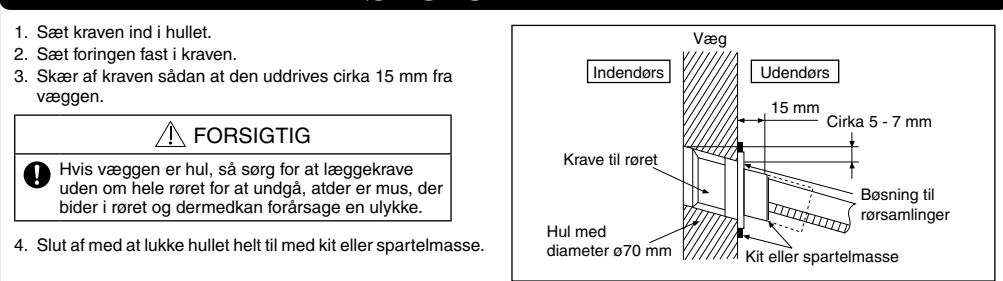 1. Sæt kraven ind i hullet.
2. Sæt foringen fast i kraven.
3. Skær af kraven sådan at den uddrives cirka 15 mm fra
væggen.
FORSIGTIG
Hvis væggen er hul, så sørg for at læggekrave
uden om hele røret for at undgå, atder er mus, der
bider i røret og dermedkan forårsage en ulykke.
4. Slut af med at lukke hullet helt til med kit eller spartelmasse.
Væg
Indendørs
Udendørs
15 mm
Cirka 5 - 7 mm
Krave til røret
Bøsning til
rørsamlinger
Hul med
diameter ø70 mm
Kit eller spartelmasse